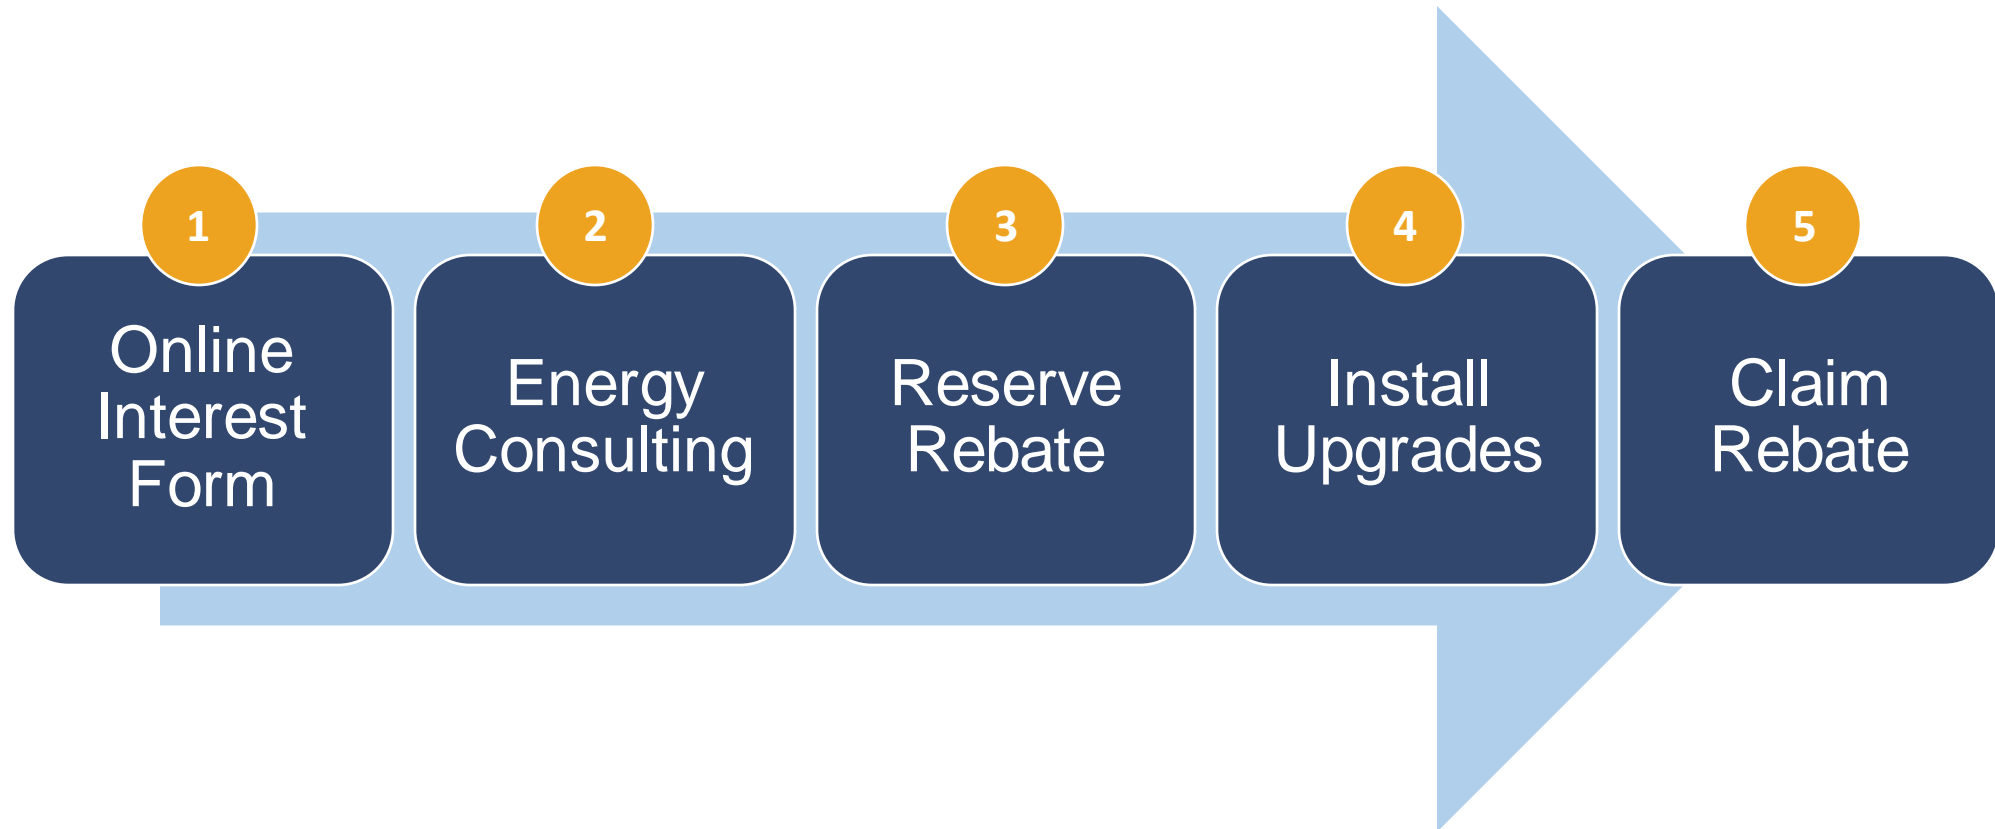 1
Online
Interest
Form
2
Energy
Consulting
3
Reserve
Rebate
4
Install
Upgrades
5
Claim
Rebate